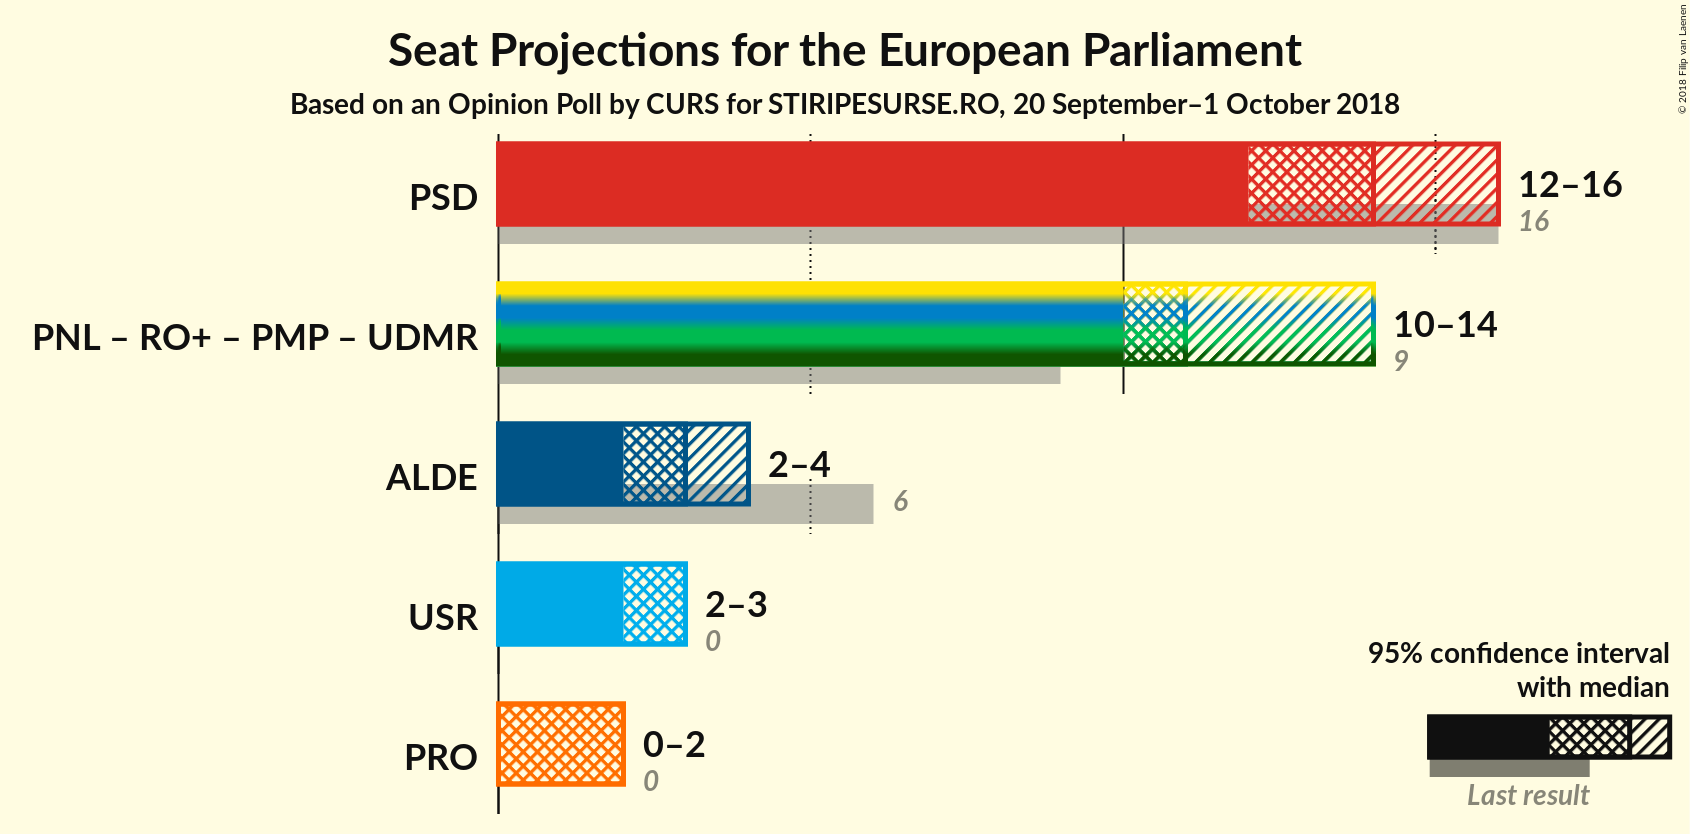 Seat Projections for the European Parliament
Based on an Opinion Poll by CURS for STIRIPESURSE.RO, 20 September–1 October 2018
© 2018 Filip van Laenen
PSD
12–16
16
PNL – RO+ – PMP – UDMR
10–14
9
ALDE
2–4
6
USR
2–3
0
PRO
0–2
0
95% confidence interval
with median
Last result